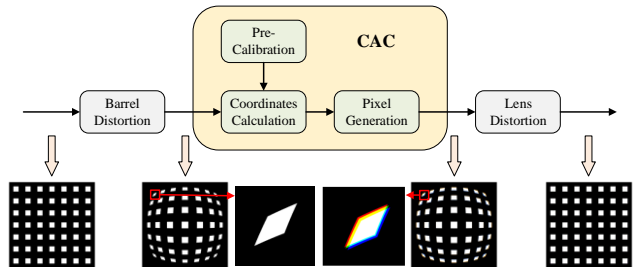 Pre-
Calibration
CAC
Barrel
Distortion
Coordinates
Calculation
Pixel
Generation
Lens
Distortion